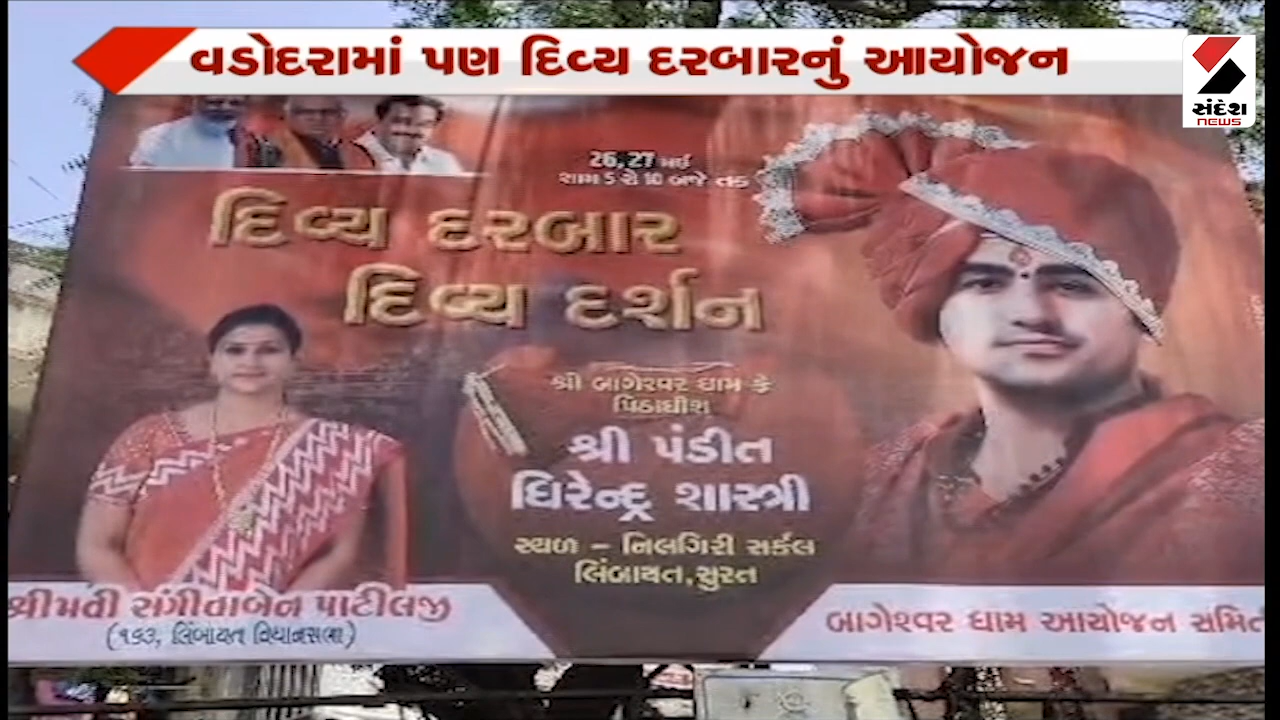 વડોદરામાં પણ દિવ્ય દરબારનું આયોજન
સંદેશ
NEWS
26, 27 મઈ
શામ 5 સે 10 બજે તક
દિવ્ય દરબાર
દિવ્ય દર્શન
શ્રી બાગેશ્વર ધામ કે
પિઠાધીશ
શ્રી પંડીત
ધિરેન્દ્ર શાસ્ત્રી
સ્થળ – નિલગિરી સર્કલ
લિંબાયત, સુરત
શ્રીમતી સંગીતાબેન પાટીલજી
(૧૬૩, લિંબાયત વિધાનસભા)
બાગેશ્વર ધામ આયોજન સમિતી